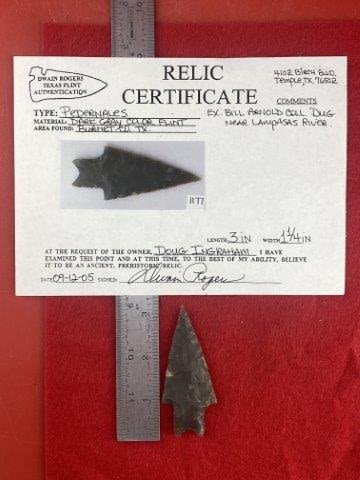 DWAIN ROGERS
TEXAS FLINT
AUTHENTICATION
RELIC
CERTIFICATE
4102 BIRCH BLVD.
TEMPLE, TX, 76502
COMMENTS
TYPE: PEDERNALES
MATERIAL: DARK GRAY COLOR FLINT
AREA FOUND: BURNET CO. TX.
EX. BILL ARNOLD COLL DUG
NEAR LAMPASAS RIVER.
1177
LENGTH 3 IN WIDTH 1 1/4 IN
AT THE REQUEST OF THE OWNER, DOUG INGRAHAM I HAVE
EXAMINED THIS POINT AND AT THIS TIME, TO THE BEST OF MY ABILITY, BELIEVE
IT TO BE AN ANCIENT, PREHISTORIC RELIC.
DATE 09-12-05 SIGNED Dwain Rogers